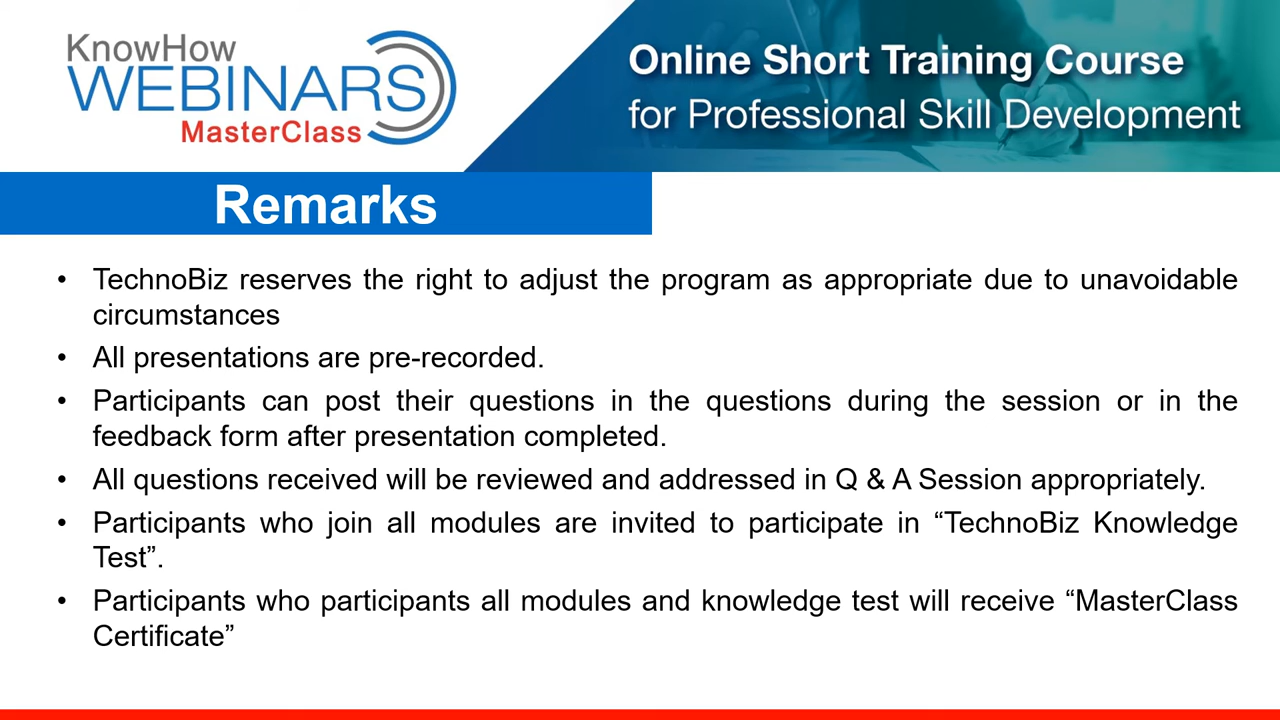 KnowHow
WEBINARS
MasterClass
Online Short Training Course
for Professional Skill Development
Remarks
• TechnoBiz reserves the right to adjust the program as appropriate due to unavoidable
circumstances
• All presentations are pre-recorded.
• Participants can post their questions in the questions during the session or in the
feedback form after presentation completed.
• All questions received will be reviewed and addressed in Q & A Session appropriately.
• Participants who join all modules are invited to participate in “TechnoBiz Knowledge
Test”.
• Participants who participants all modules and knowledge test will receive “MasterClass
Certificate”